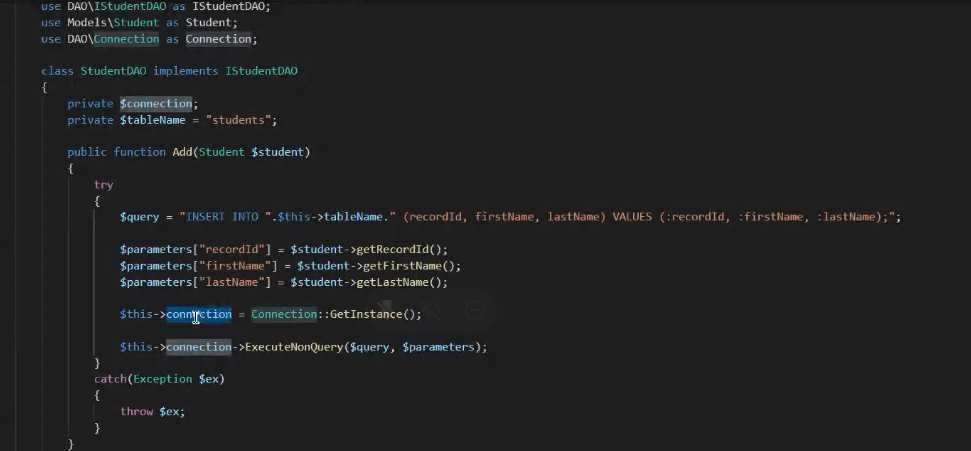 use DAO\IStudentDAO as IStudentDAO;
use Models\Student as Student;
use DAO\Connection as Connection;
class StudentDAO implements IStudentDAO
{
private $connection;
private $tableName = "students";
public function Add(Student $student)
{
try
{
$query = "INSERT INTO ".$this->tableName." (recordId, firstName, lastName) VALUES (:recordId, :firstName, :lastName);";
$parameters["recordId"] = $student->getRecordId();
$parameters["firstName"] = $student->getFirstName();
$parameters["lastName"] = $student->getLastName();
$this->connection = Connection::GetInstance();
$this->connection->ExecuteNonQuery($query, $parameters);
}
catch(Exception $ex)
{
throw $ex;
}
}